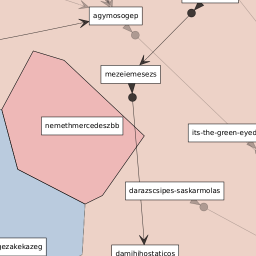 agymosogep
mezeiemesezs
nemethmercedeszbb
its-the-green-eyed
darazscsipes-saskarmolas
gezakekazeg
damihihostaticos